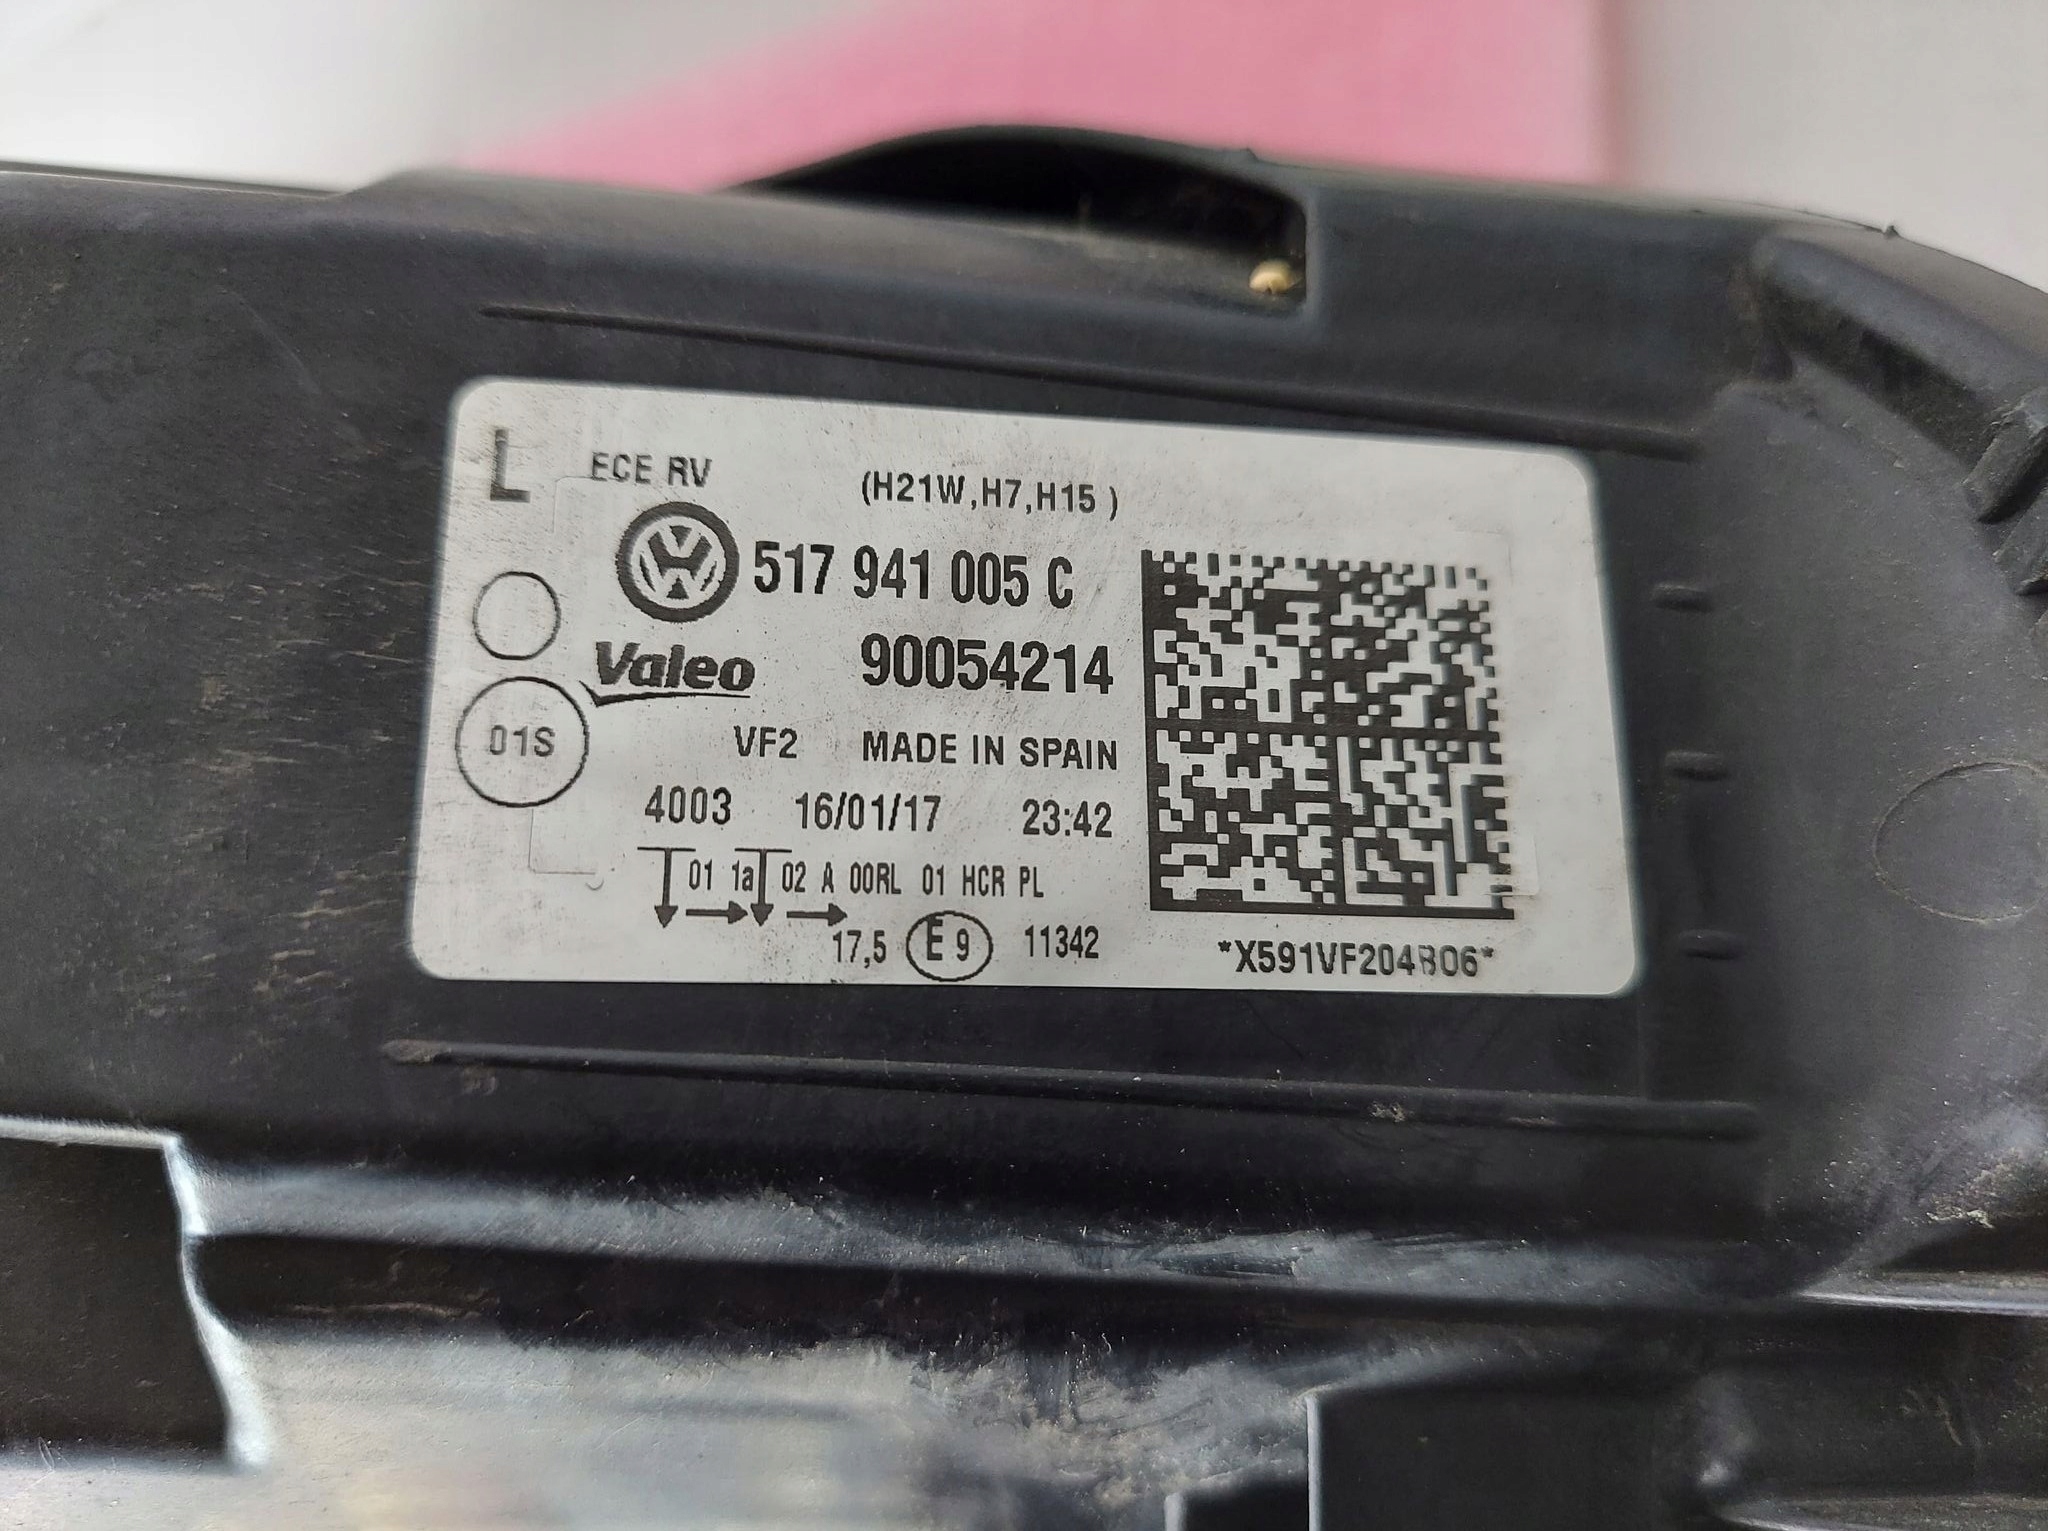 L ECE RV (H21W,H7,H15 )
517 941 005 C
Valeo 90054214
01S VF2 MADE IN SPAIN
4003 16/01/17 23:42
01 1a 02 A 00RL 01 HCR PL
17,5 E 9 11342
*X591VF204B06*